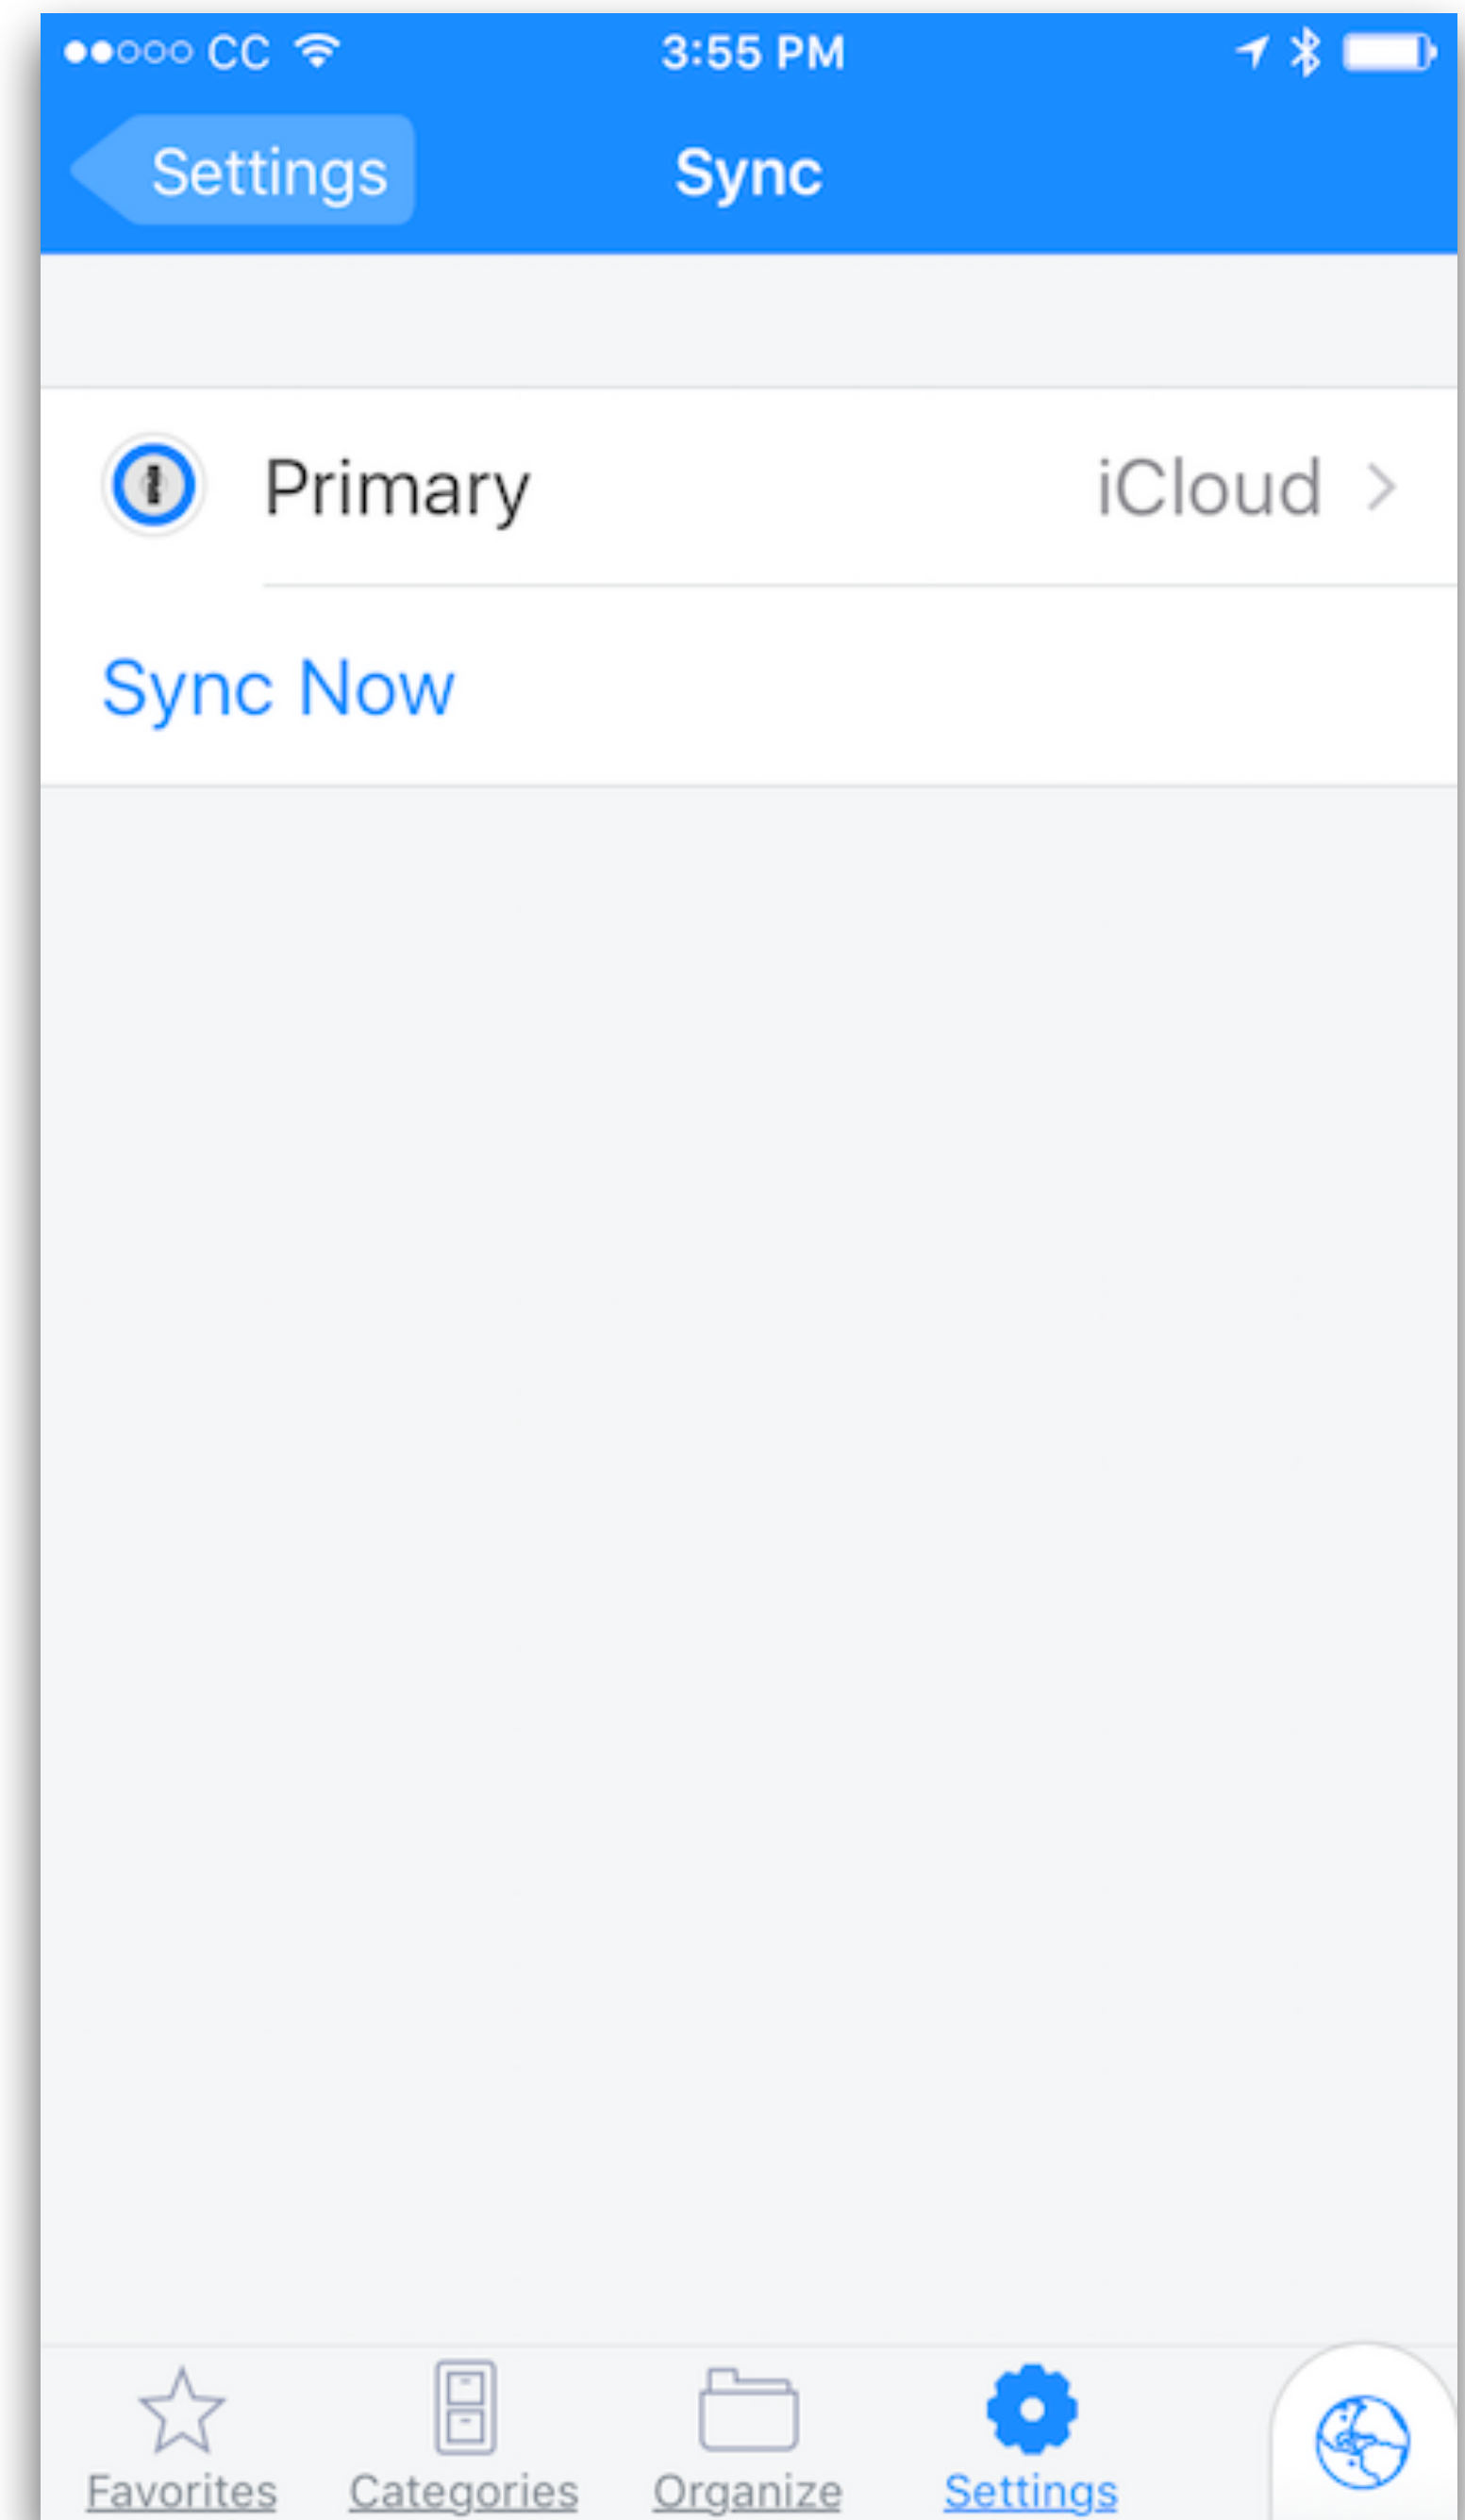 CC 3:55 PM
Settings Sync
Primary iCloud
Sync Now
Favorites Categories Organize Settings